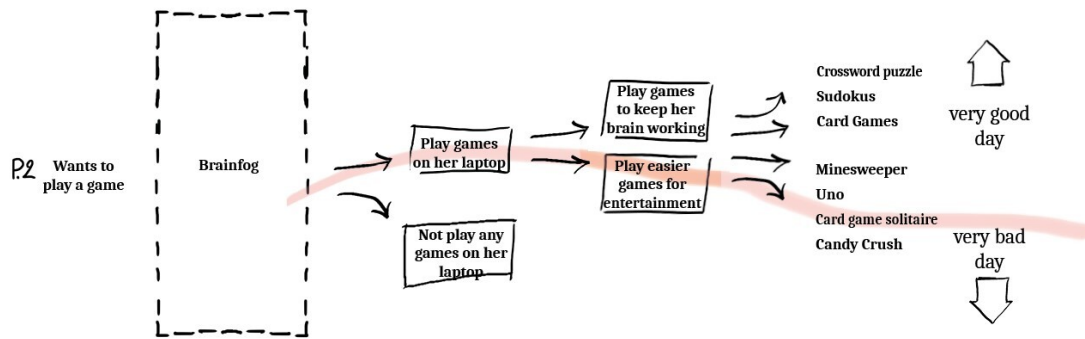 P.2
Wants to
play a game
Brainfog
Play games
on her laptop
Not play any
games on her
laptop
Play games
to keep her
brain working
Play easier
games for
entertainment
Crossword puzzle
Sudokus
Card Games
Minesweeper
Uno
Card game solitaire
Candy Crush
very good
day
very bad
day